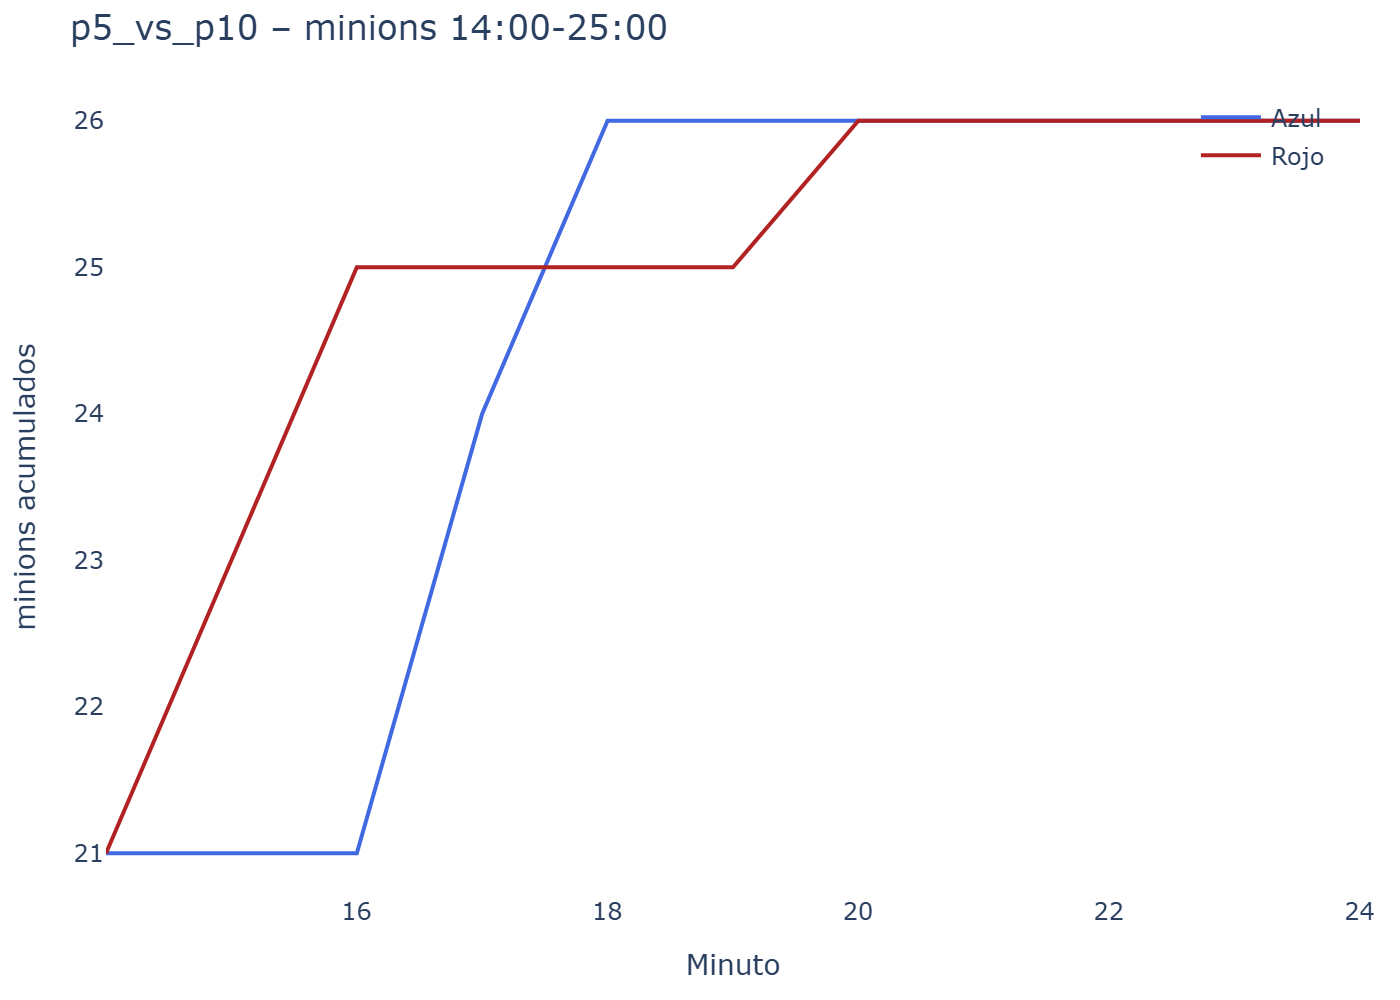 p5_vs_p10 – minions 14:00-25:00
26
25
24
23
22
21
minions acumulados
16 18 20 22 24
Minuto
Azul
Rojo